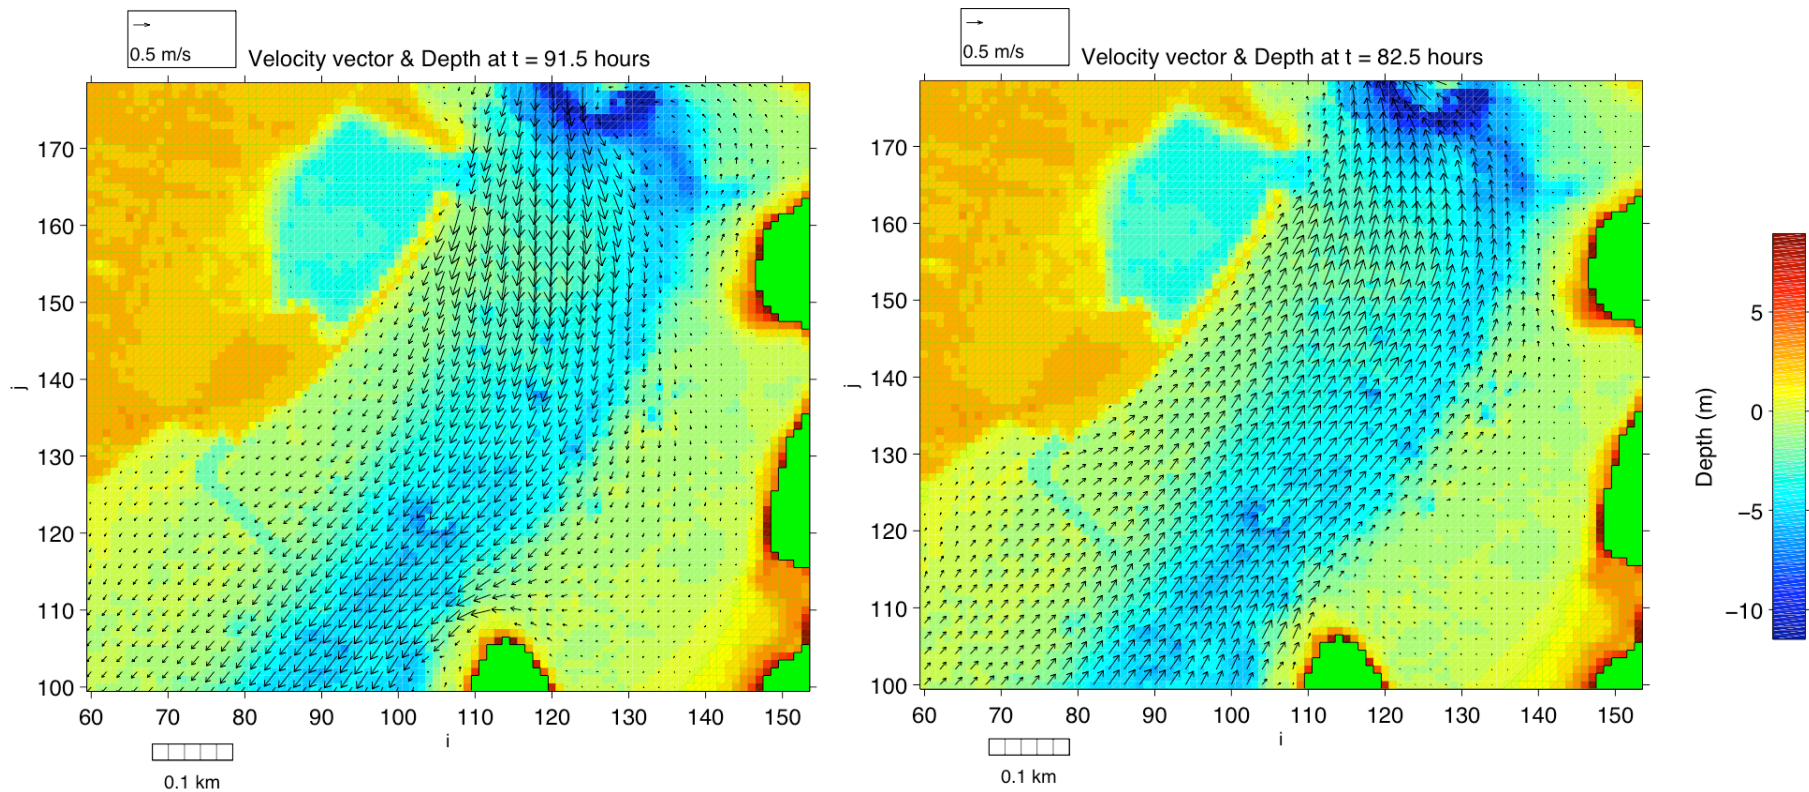 0.5 m/s
Velocity vector & Depth at t = 91.5 hours
170
160
150
140
130
120
110
100
j
60 70 80 90 100 110 120 130 140 150
i
0.1 km
0.5 m/s
Velocity vector & Depth at t = 82.5 hours
170
160
150
140
130
120
110
100
j
60 70 80 90 100 110 120 130 140 150
i
0.1 km
Depth (m)
5
0
−5
−10